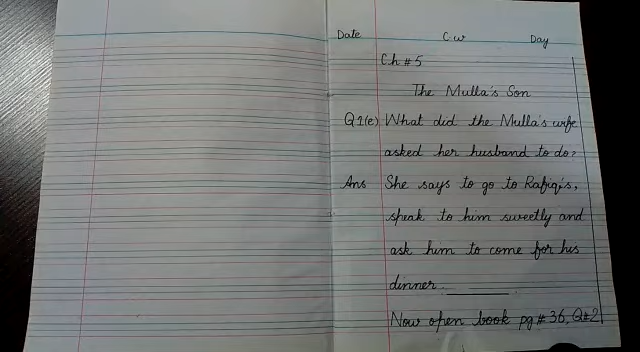 Date C.w Day
Ch # 5
The Mulla's Son
Q1(e) What did the Mulla's wife
asked her husband to do?
Ans She says to go to Rafiq's,
speak to him sweetly and
ask him to come for his
dinner.
Now open book pg # 36, Q#2